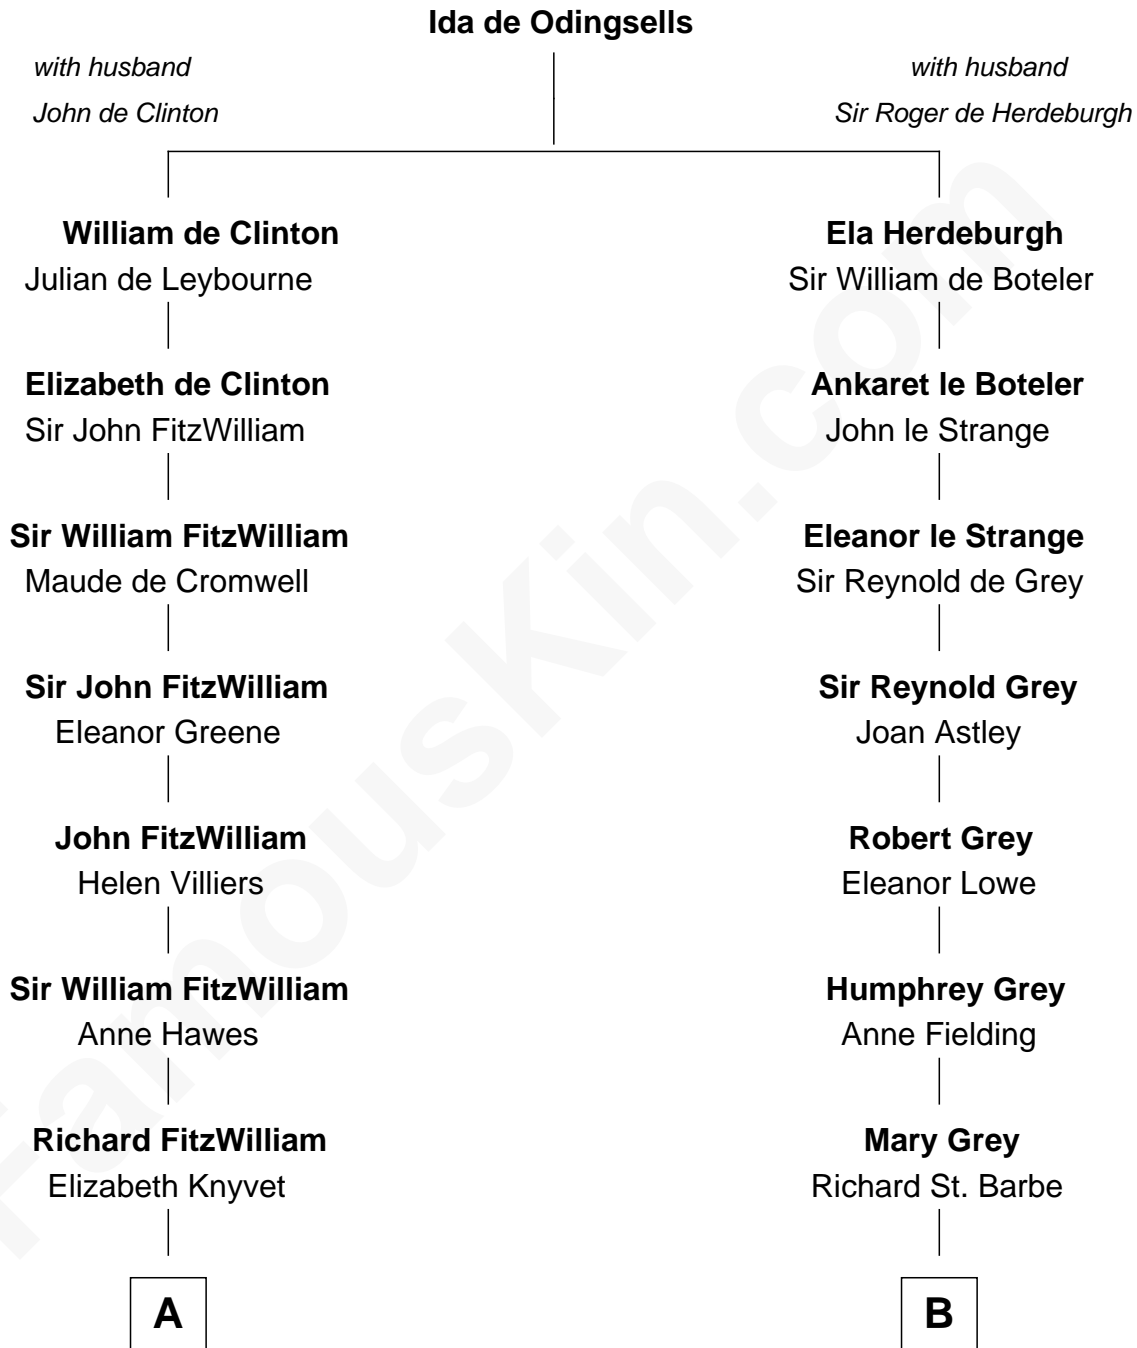 Ida de Odingsells
with husband
John de Clinton
with husband
Sir Roger de Herdeburgh
William de Clinton
Julian de Leybourne
Ela Herdeburgh
Sir William de Boteler
Elizabeth de Clinton
Sir John FitzWilliam
Ankaret le Boteler
John le Strange
Sir William FitzWilliam
Maude de Cromwell
Eleanor le Strange
Sir Reynold de Grey
Sir John FitzWilliam
Eleanor Greene
Sir Reynold Grey
Joan Astley
John FitzWilliam
Helen Villiers
Robert Grey
Eleanor Lowe
Sir William FitzWilliam
Anne Hawes
Humphrey Grey
Anne Fielding
Richard FitzWilliam
Elizabeth Knyvet
Mary Grey
Richard St. Barbe
A
B
FamousKin.com